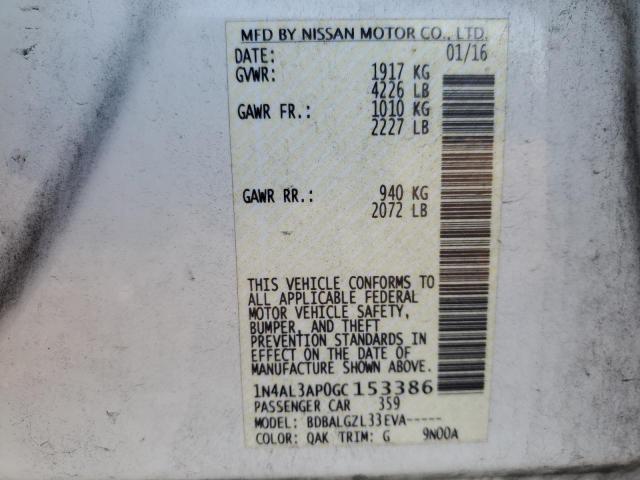 MFD BY NISSAN MOTOR CO., LTD.
DATE: 01/16
GVWR: 1917 KG
4226 LB
GAWR FR.: 1010 KG
2227 LB
GAWR RR.: 940 KG
2072 LB
THIS VEHICLE CONFORMS TO
ALL APPLICABLE FEDERAL
MOTOR VEHICLE SAFETY,
BUMPER, AND THEFT
PREVENTION STANDARDS IN
EFFECT ON THE DATE OF
MANUFACTURE SHOWN ABOVE.
1N4AL3AP0GC 153386
PASSENGER CAR 359
MODEL: BDBALGZL33EVA-----
COLOR: QAK TRIM: G 9N00A